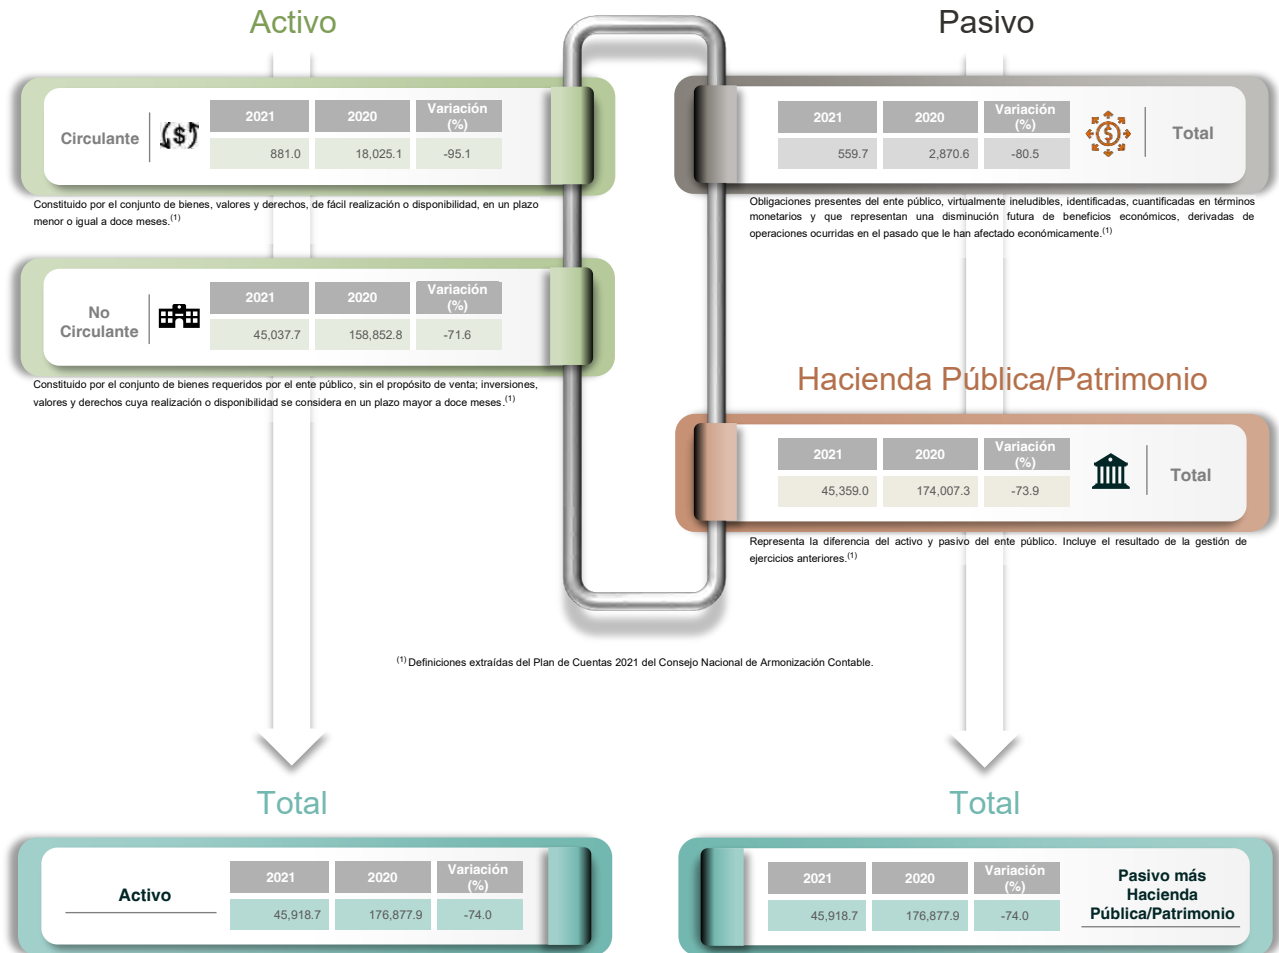 Activo
Circulante
2021 2020 Variación (%)
881.0 18,025.1 -95.1
Constituido por el conjunto de bienes, valores y derechos, de fácil realización o disponibilidad, en un plazo
menor o igual a doce meses.(1)
No
Circulante
2021 2020 Variación (%)
45,037.7 158,852.8 -71.6
Constituido por el conjunto de bienes requeridos por el ente público, sin el propósito de venta; inversiones,
valores y derechos cuya realización o disponibilidad se considera en un plazo mayor a doce meses.(1)
Pasivo
2021 2020 Variación (%)
559.7 2,870.6 -80.5
Total
Obligaciones presentes del ente público, virtualmente ineludibles, identificadas, cuantificadas en términos
monetarios y que representan una disminución futura de beneficios económicos, derivadas de
operaciones ocurridas en el pasado que le han afectado económicamente.(1)
Hacienda Pública/Patrimonio
2021 2020 Variación (%)
45,359.0 174,007.3 -73.9
Total
Representa la diferencia del activo y pasivo del ente público. Incluye el resultado de la gestión de
ejercicios anteriores.(1)
(1) Definiciones extraídas del Plan de Cuentas 2021 del Consejo Nacional de Armonización Contable.
Total
Activo
2021 2020 Variación (%)
45,918.7 176,877.9 -74.0
Total
2021 2020 Variación (%)
45,918.7 176,877.9 -74.0
Pasivo más
Hacienda
Pública/Patrimonio